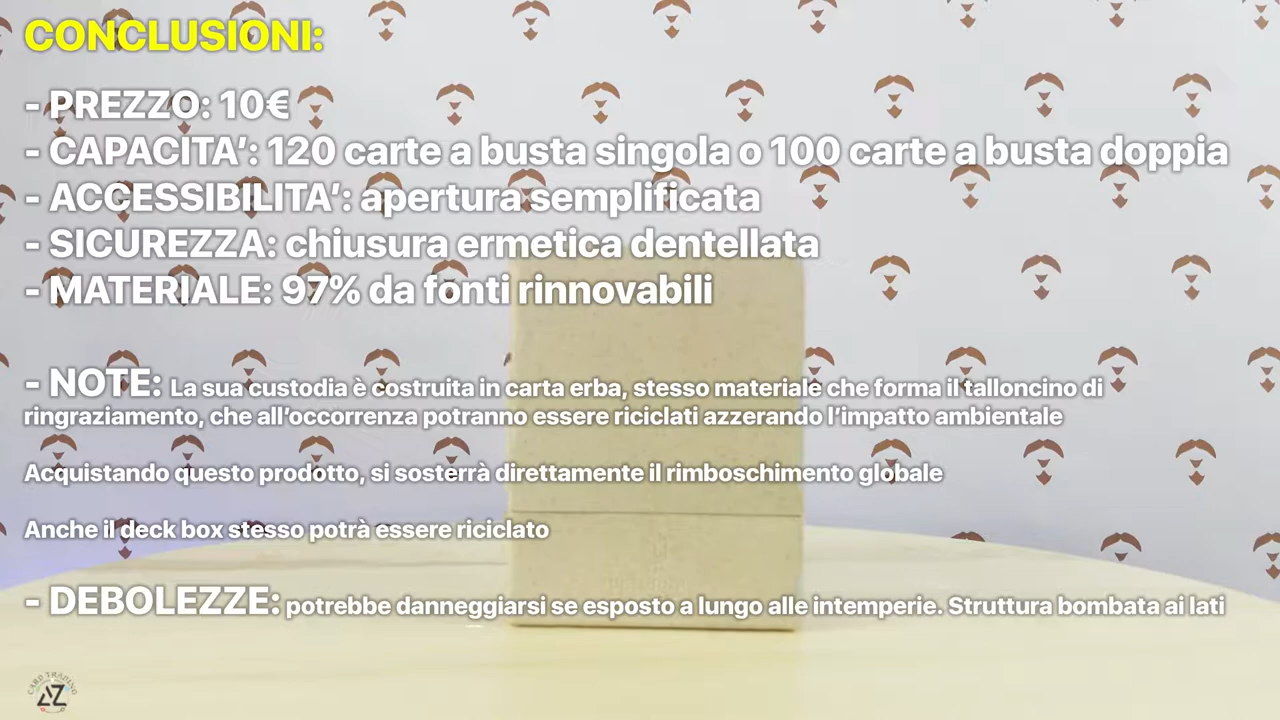 CONCLUSIONI:
- PREZZO: 10€
- CAPACITA’: 120 carte a busta singola o 100 carte a busta doppia
- ACCESSIBILITA’: apertura semplificata
- SICUREZZA: chiusura ermetica dentellata
- MATERIALE: 97% da fonti rinnovabili
- NOTE: La sua custodia è costruita in carta erba, stesso materiale che forma il talloncino di
ringraziamento, che all’occorrenza potranno essere riciclati azzerando l’impatto ambientale
Acquistando questo prodotto, si sosterrà direttamente il rimboschimento globale
Anche il deck box stesso potrà essere riciclato
- DEBOLEZZE: potrebbe danneggiarsi se esposto a lungo alle intemperie. Struttura bombata ai lati
CARD TRADING
AZ